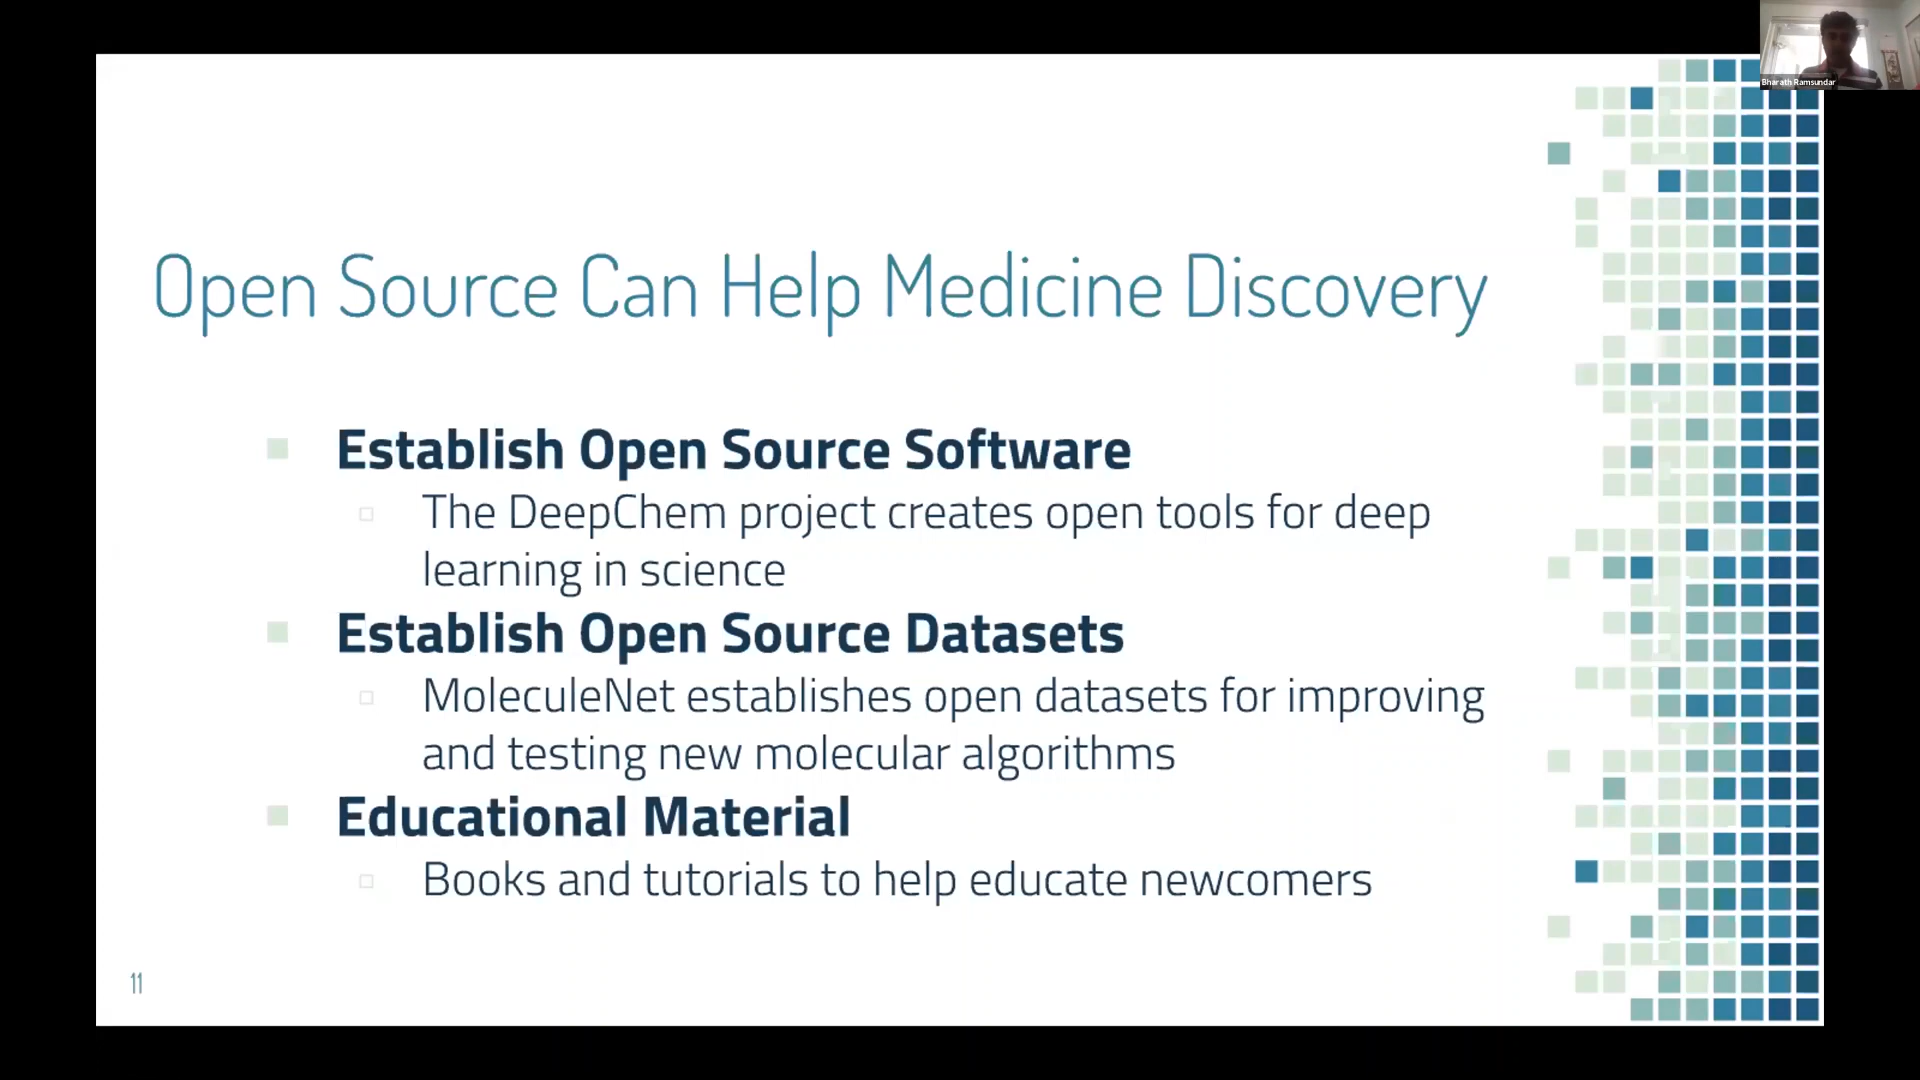 Bharath Ramsundar
Open Source Can Help Medicine Discovery
Establish Open Source Software
The DeepChem project creates open tools for deep
learning in science
Establish Open Source Datasets
MoleculeNet establishes open datasets for improving
and testing new molecular algorithms
Educational Material
Books and tutorials to help educate newcomers
11